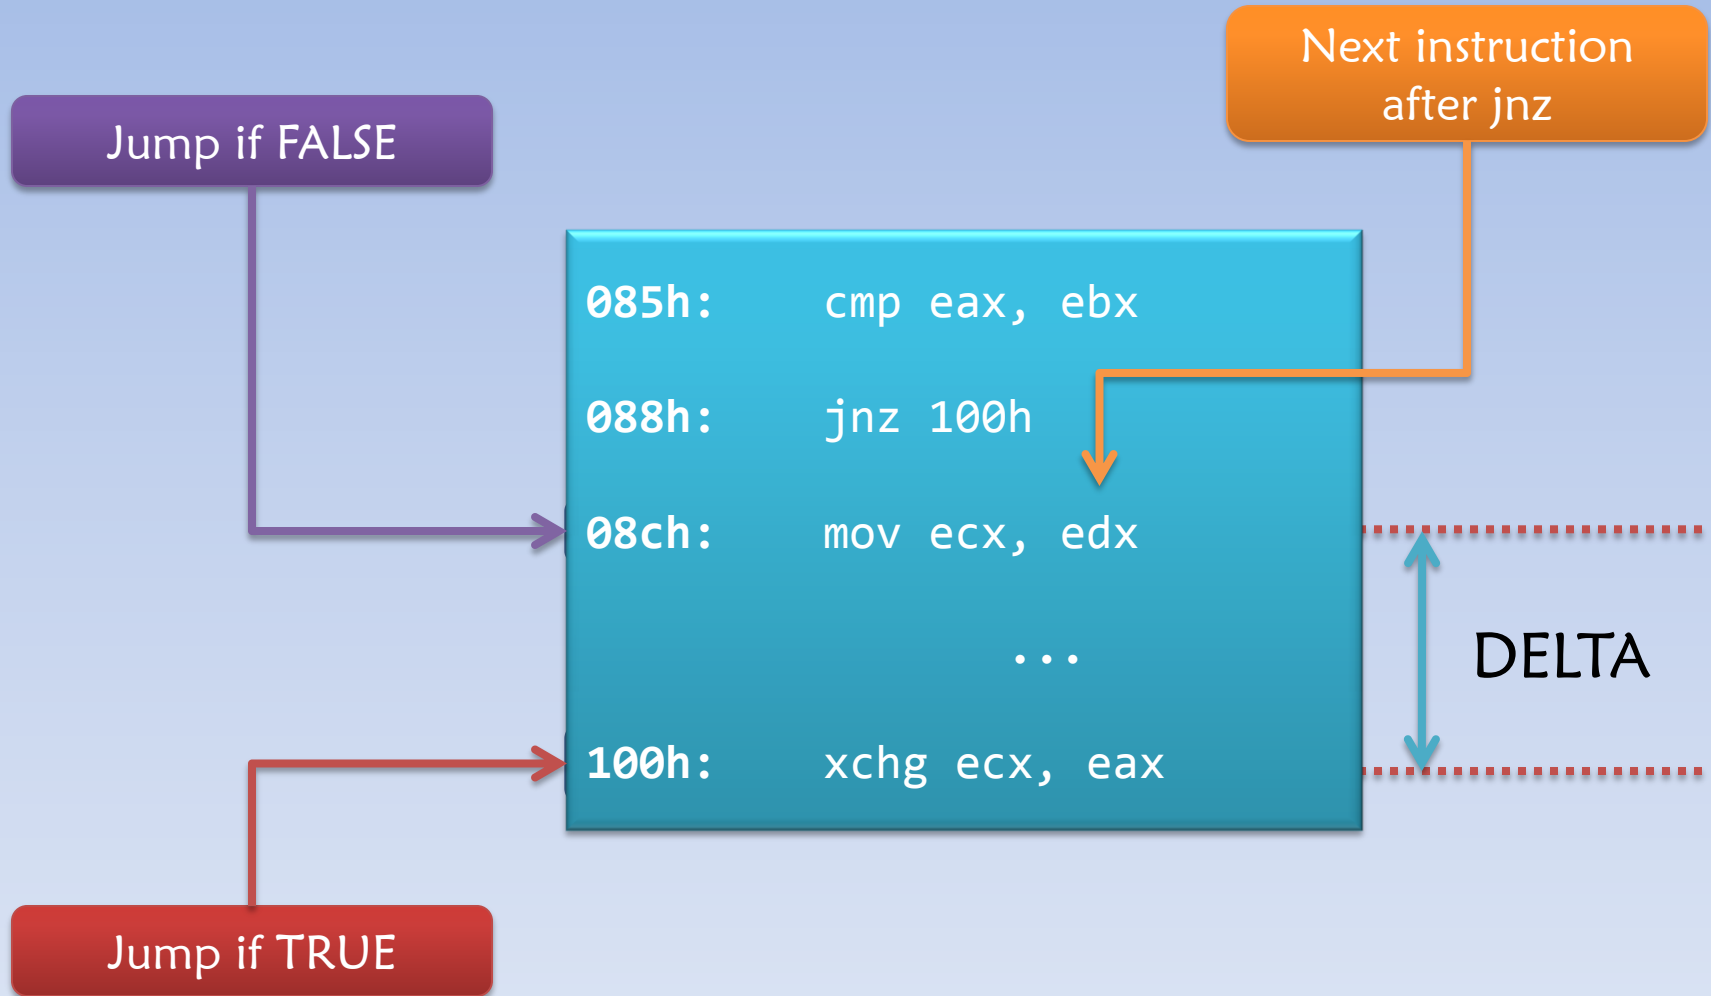 Next instruction
after jnz
Jump if FALSE
085h: cmp eax, ebx
088h: jnz 100h
08ch: mov ecx, edx
...
DELTA
100h: xchg ecx, eax
Jump if TRUE